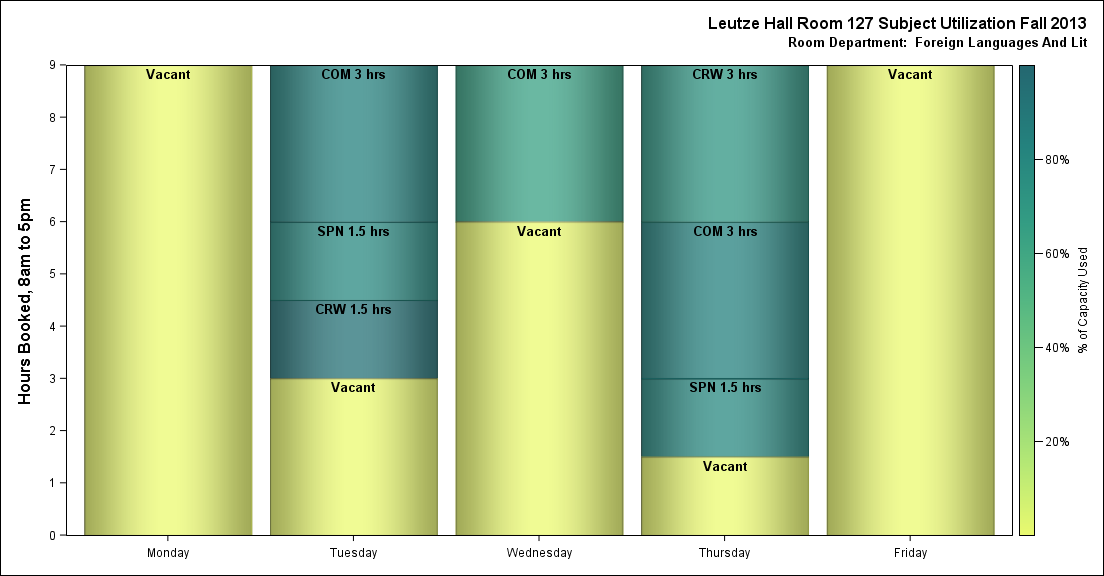 Leutze Hall Room 127 Subject Utilization Fall 2013
Room Department:  Foreign Languages And Lit
Hours Booked, 8am to 5pm
9
8
7
6
5
4
3
2
1
0
Vacant
COM 3 hrs
SPN 1.5 hrs
CRW 1.5 hrs
Vacant
COM 3 hrs
Vacant
CRW 3 hrs
COM 3 hrs
SPN 1.5 hrs
Vacant
Vacant
Monday
Tuesday
Wednesday
Thursday
Friday
80%
60%
40%
20%
% of Capacity Used